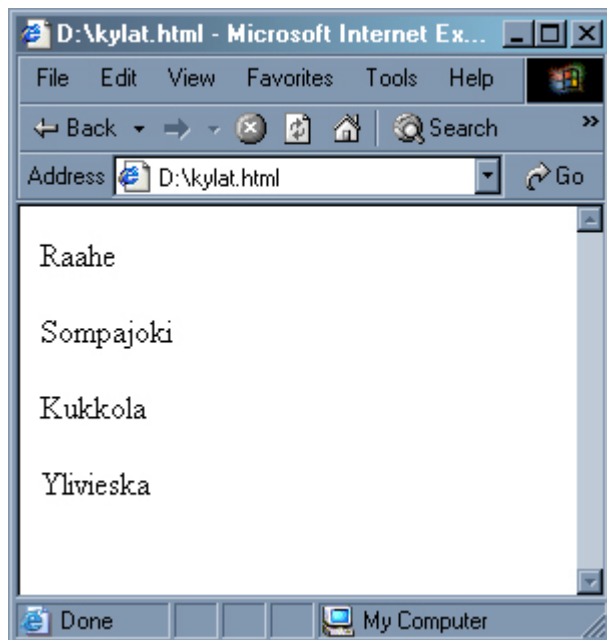 D:\kylat.html - Microsoft Internet Ex...
File Edit View Favorites Tools Help
Back Search »
Address D:\kylat.html Go
Raahe
Sompajoki
Kukkola
Ylivieska
Done My Computer